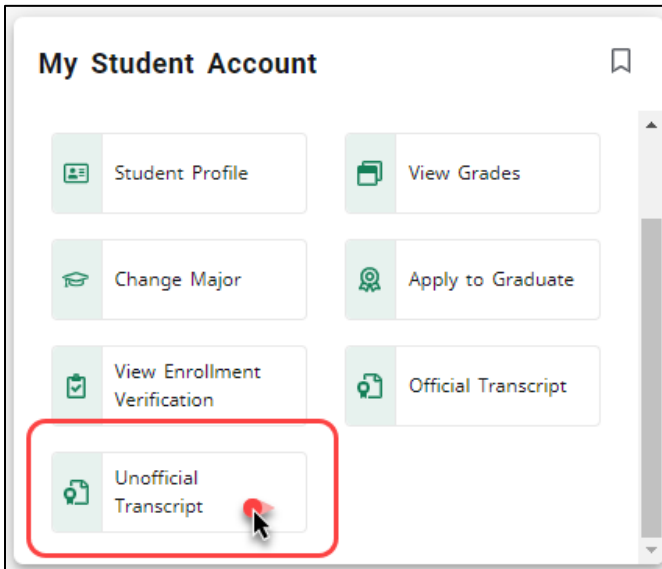 My Student Account
Student Profile
View Grades
Change Major
Apply to Graduate
View Enrollment
Verification
Official Transcript
Unofficial
Transcript